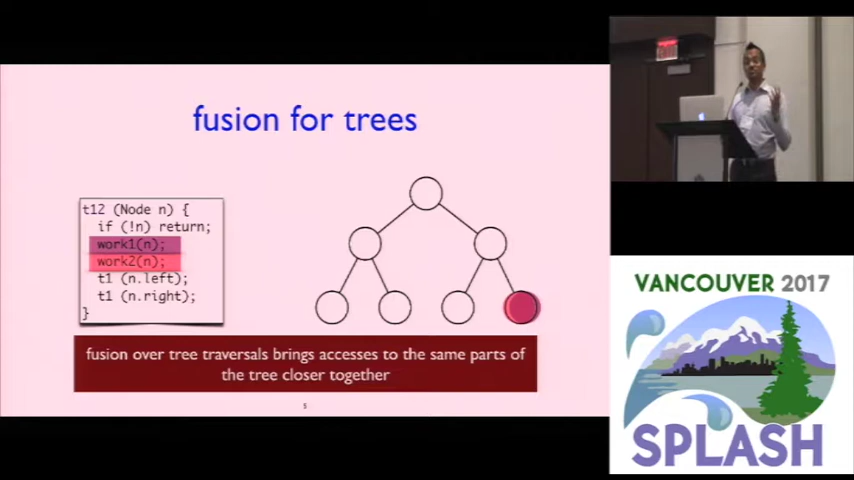 fusion for trees
t12 (Node n) {
if (!n) return;
work1(n);
work2(n);
t1 (n.left);
t1 (n.right);
}
fusion over tree traversals brings accesses to the same parts of
the tree closer together
5
VANCOUVER 2017
SPLASH